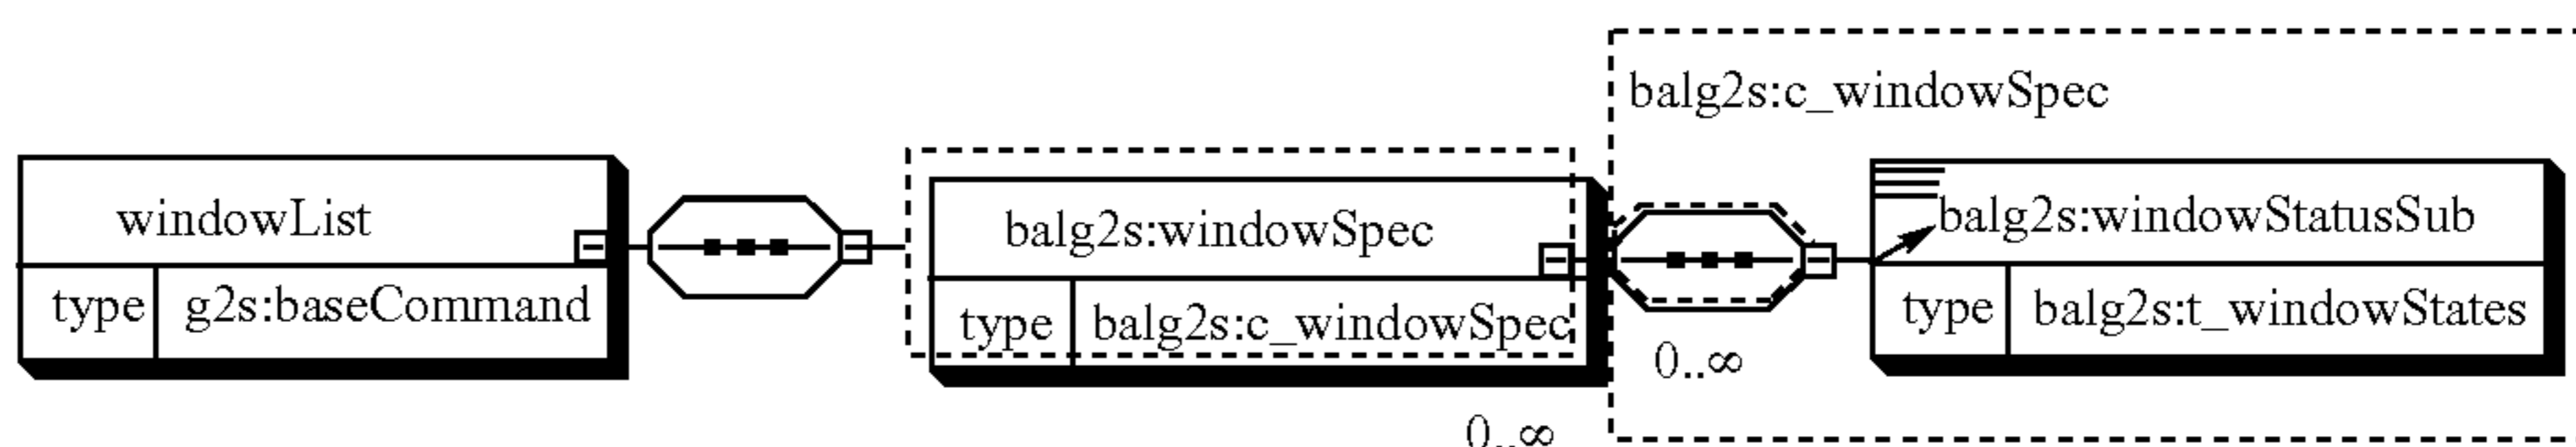 balg2s:c_windowSpec
windowList
type g2s:baseCommand
balg2s:windowSpec
type balg2s:c_windowSpec
0..∞
0..∞
balg2s:windowStatusSub
type balg2s:t_windowStates